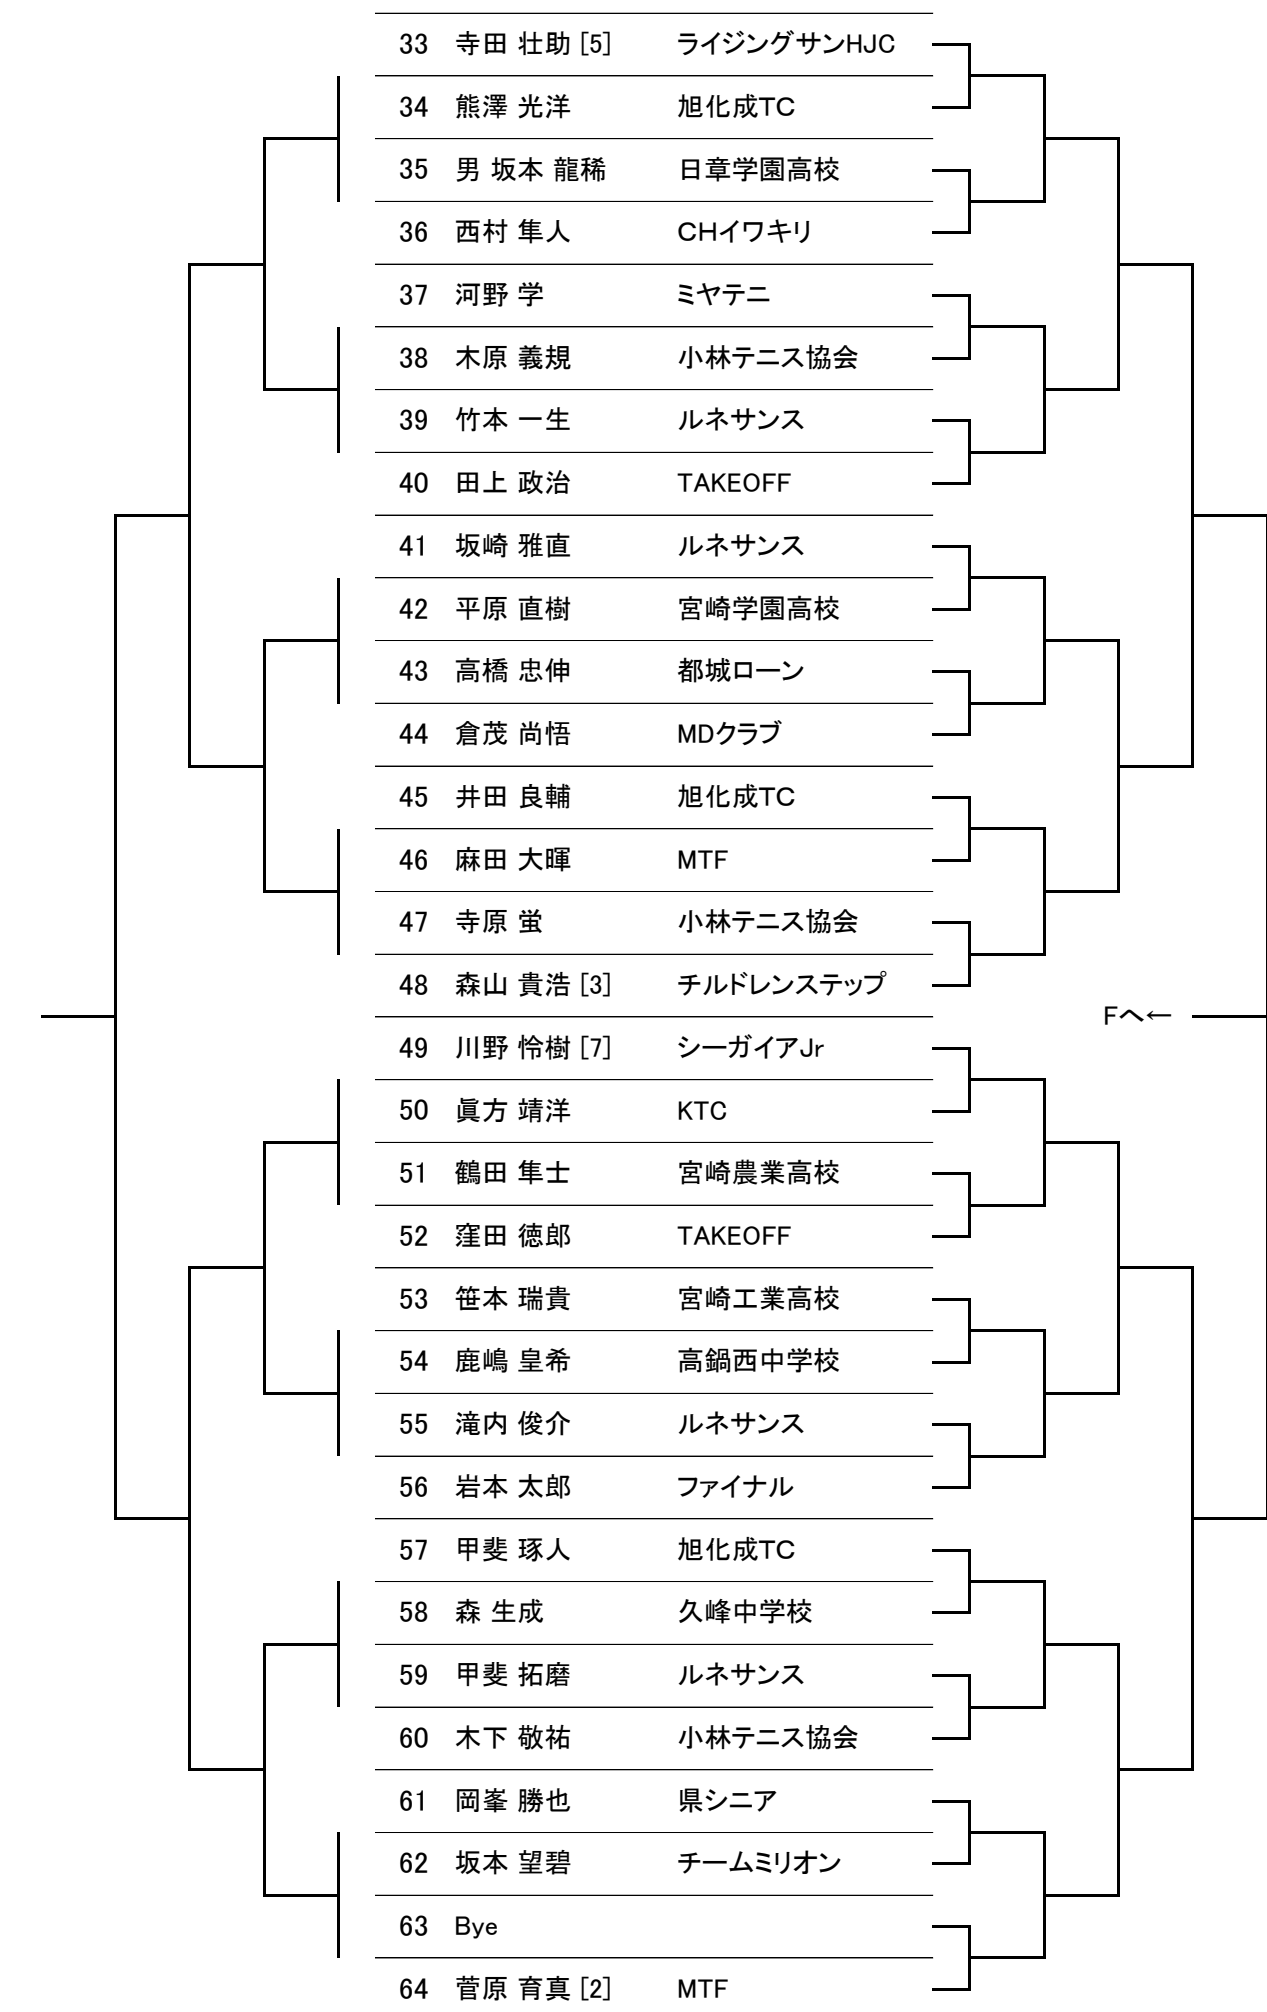 33 寺田 壮助 [5] ライジングサンHJC
34 熊澤 光洋 旭化成TC
35 男 坂本 龍稀 日章学園高校
36 西村 隼人 CHイワキリ
37 河野 学 ミヤテニ
38 木原 義規 小林テニス協会
39 竹本 一生 ルネサンス
40 田上 政治 TAKEOFF
41 坂崎 雅直 ルネサンス
42 平原 直樹 宮崎学園高校
43 高橋 忠伸 都城ローン
44 倉茂 尚悟 MDクラブ
45 井田 良輔 旭化成TC
46 麻田 大暉 MTF
47 寺原 蛍 小林テニス協会
48 森山 貴浩 [3] チルドレンステップ
Fへ←
49 川野 怜樹 [7] シーガイアJr
50 眞方 靖洋 KTC
51 鶴田 隼士 宮崎農業高校
52 窪田 徳郎 TAKEOFF
53 笹本 瑞貴 宮崎工業高校
54 鹿嶋 皇希 高鍋西中学校
55 滝内 俊介 ルネサンス
56 岩本 太郎 ファイナル
57 甲斐 琢人 旭化成TC
58 森 生成 久峰中学校
59 甲斐 拓磨 ルネサンス
60 木下 敬祐 小林テニス協会
61 岡峯 勝也 県シニア
62 坂本 望碧 チームミリオン
63 Bye
64 菅原 育真 [2] MTF